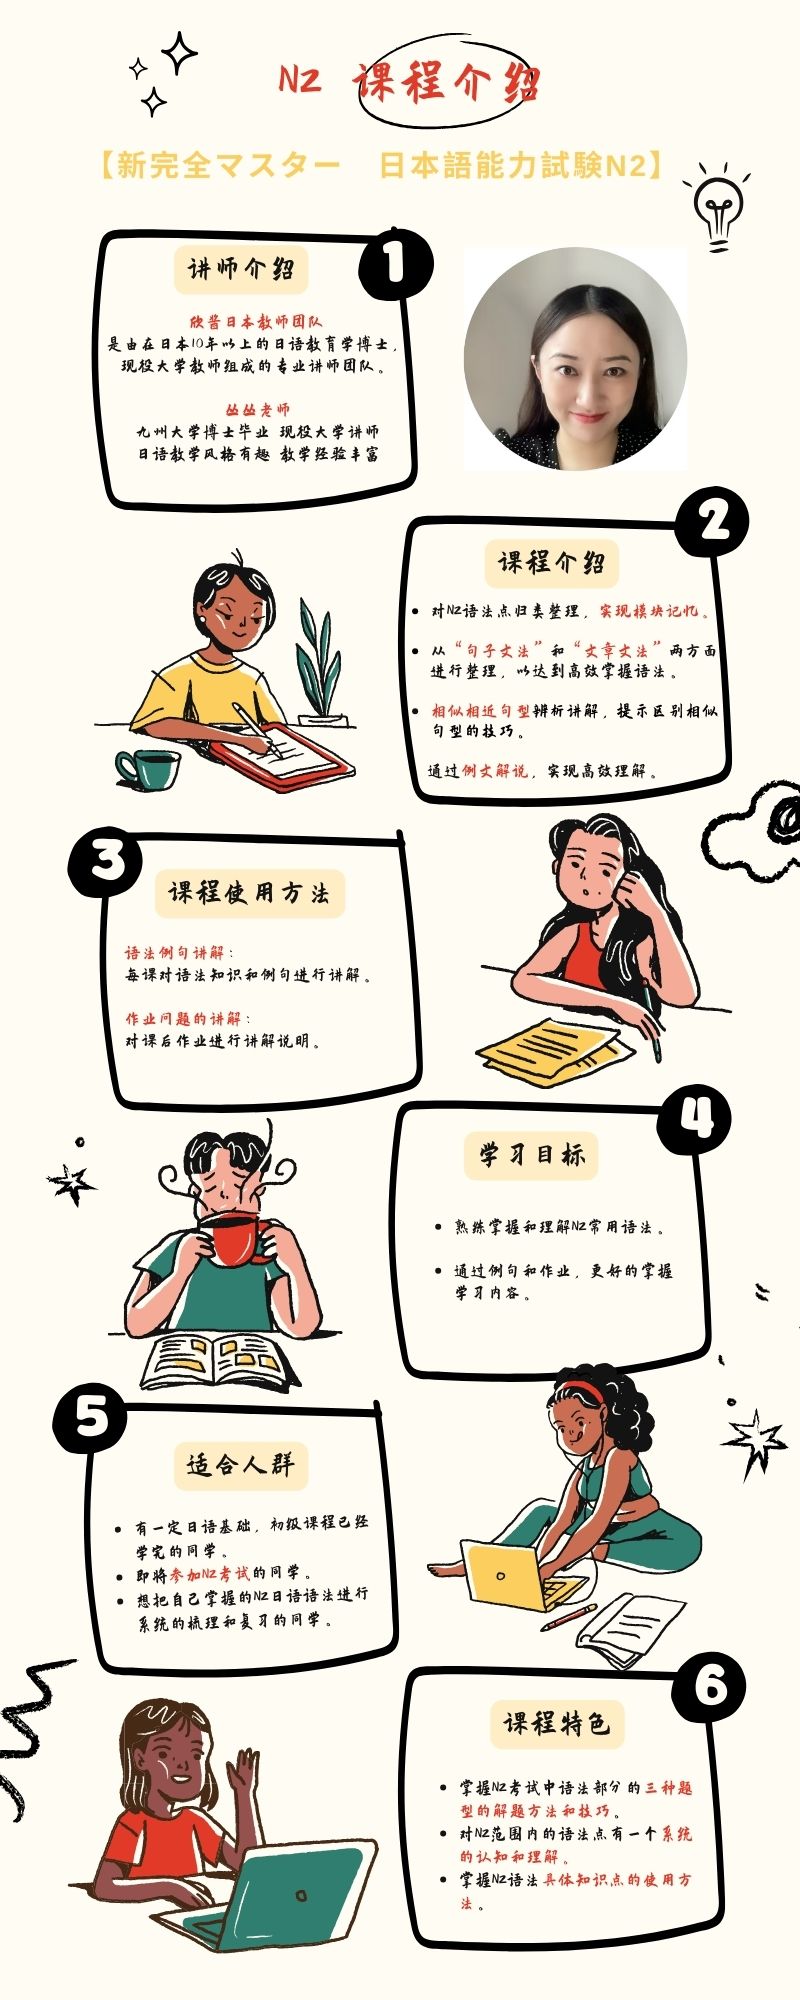 N2 课程介绍
【新完全マスター　日本語能力試験N2】
1
讲师介绍
欣普日本教师团队
是由在日本10年以上的日语教育学博士,
现役大学教师组成的专业讲师团队。
丛丛老师
九州大学博士毕业 现役大学讲师
日语教学风格有趣 教学经验丰富
2
课程介绍
• 对N2语法点归类整理，实现模块记忆。
• 从“句子文法”和“文章文法”两方面
进行整理，以达到高效掌握语法。
• 相似相近句型辨析讲解，提示区别相似
句型的技巧。
通过例文解说，实现高效理解。
3
课程使用方法
语法例句讲解：
每课对语法知识和例句进行讲解。
作业问题的讲解：
对课后作业进行讲解说明。
4
学习目标
• 熟练掌握和理解N2常用语法。
• 通过例句和作业，更好的掌握
学习内容。
5
适合人群
• 有一定日语基础，初级课程已经
学完的同学。
• 即将参加N2考试的同学。
• 想把自己掌握的N2日语语法进行
系统的梳理和复习的同学。
6
课程特色
• 掌握N2考试中语法部分的三种题
型的解题方法和技巧。
• 对N2范围内的语法点有一个系统
的认知和理解。
• 掌握N2语法具体知识点的使用方
法。